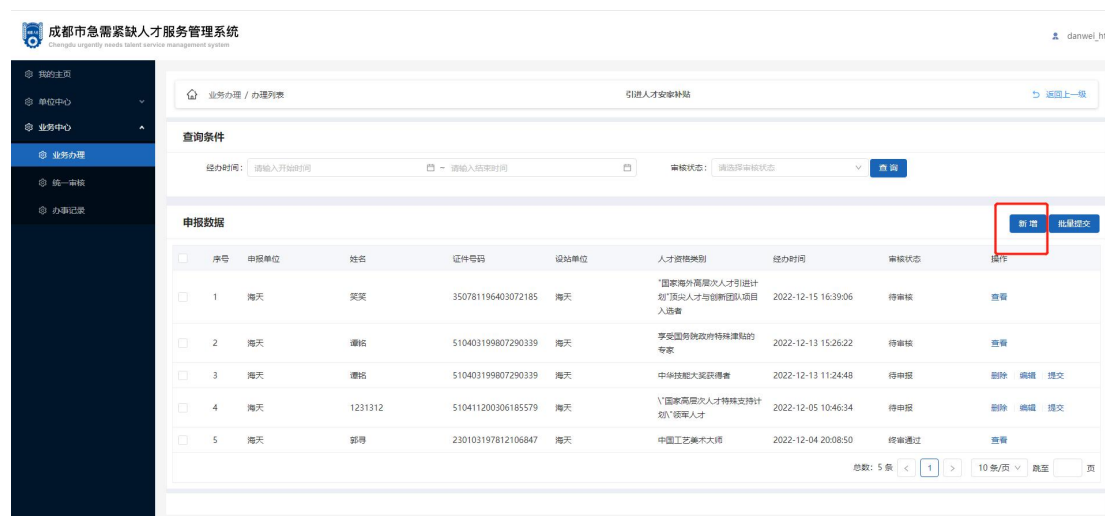 成都市急需紧缺人才服务管理系统
Chengdu urgently needs talent service management system
danwei_ht
我的主页
单位中心
业务中心
业务办理
统一审核
办事记录
业务办理 / 办理列表
引进人才安家补贴
返回上一级
查询条件
经办时间： 请输入开始时间 - 请输入结束时间 审核状态： 请选择审核状态 查 询
申报数据 新 增 批量提交
序号 申报单位 姓名 证件号码 设站单位 人才资格类别 经办时间 审核状态 操作
"国家海外高层次人才引进计
1 海天 笑笑 350781196403072185 海天 划"顶尖人才与创新团队项目 2022-12-15 16:39:06 待审核 查看
入选者
2 海天 谭铭 510403199807290339 海天 享受国务院政府特殊津贴的 2022-12-13 15:26:22 待审核 查看
专家
3 海天 谭铭 510403199807290339 海天 中华技能大奖获得者 2022-12-13 11:24:48 待申报 删除 编辑 提交
4 海天 1231312 510411200306185579 海天 \"国家高层次人才特殊支持计 2022-12-05 10:46:34 待申报 删除 编辑 提交
划\"领军人才
5 海天 郭寻 230103197812106847 海天 中国工艺美术大师 2022-12-04 20:08:50 终审通过 查看
总数：5 条 < 1 > 10 条/页 跳至 页